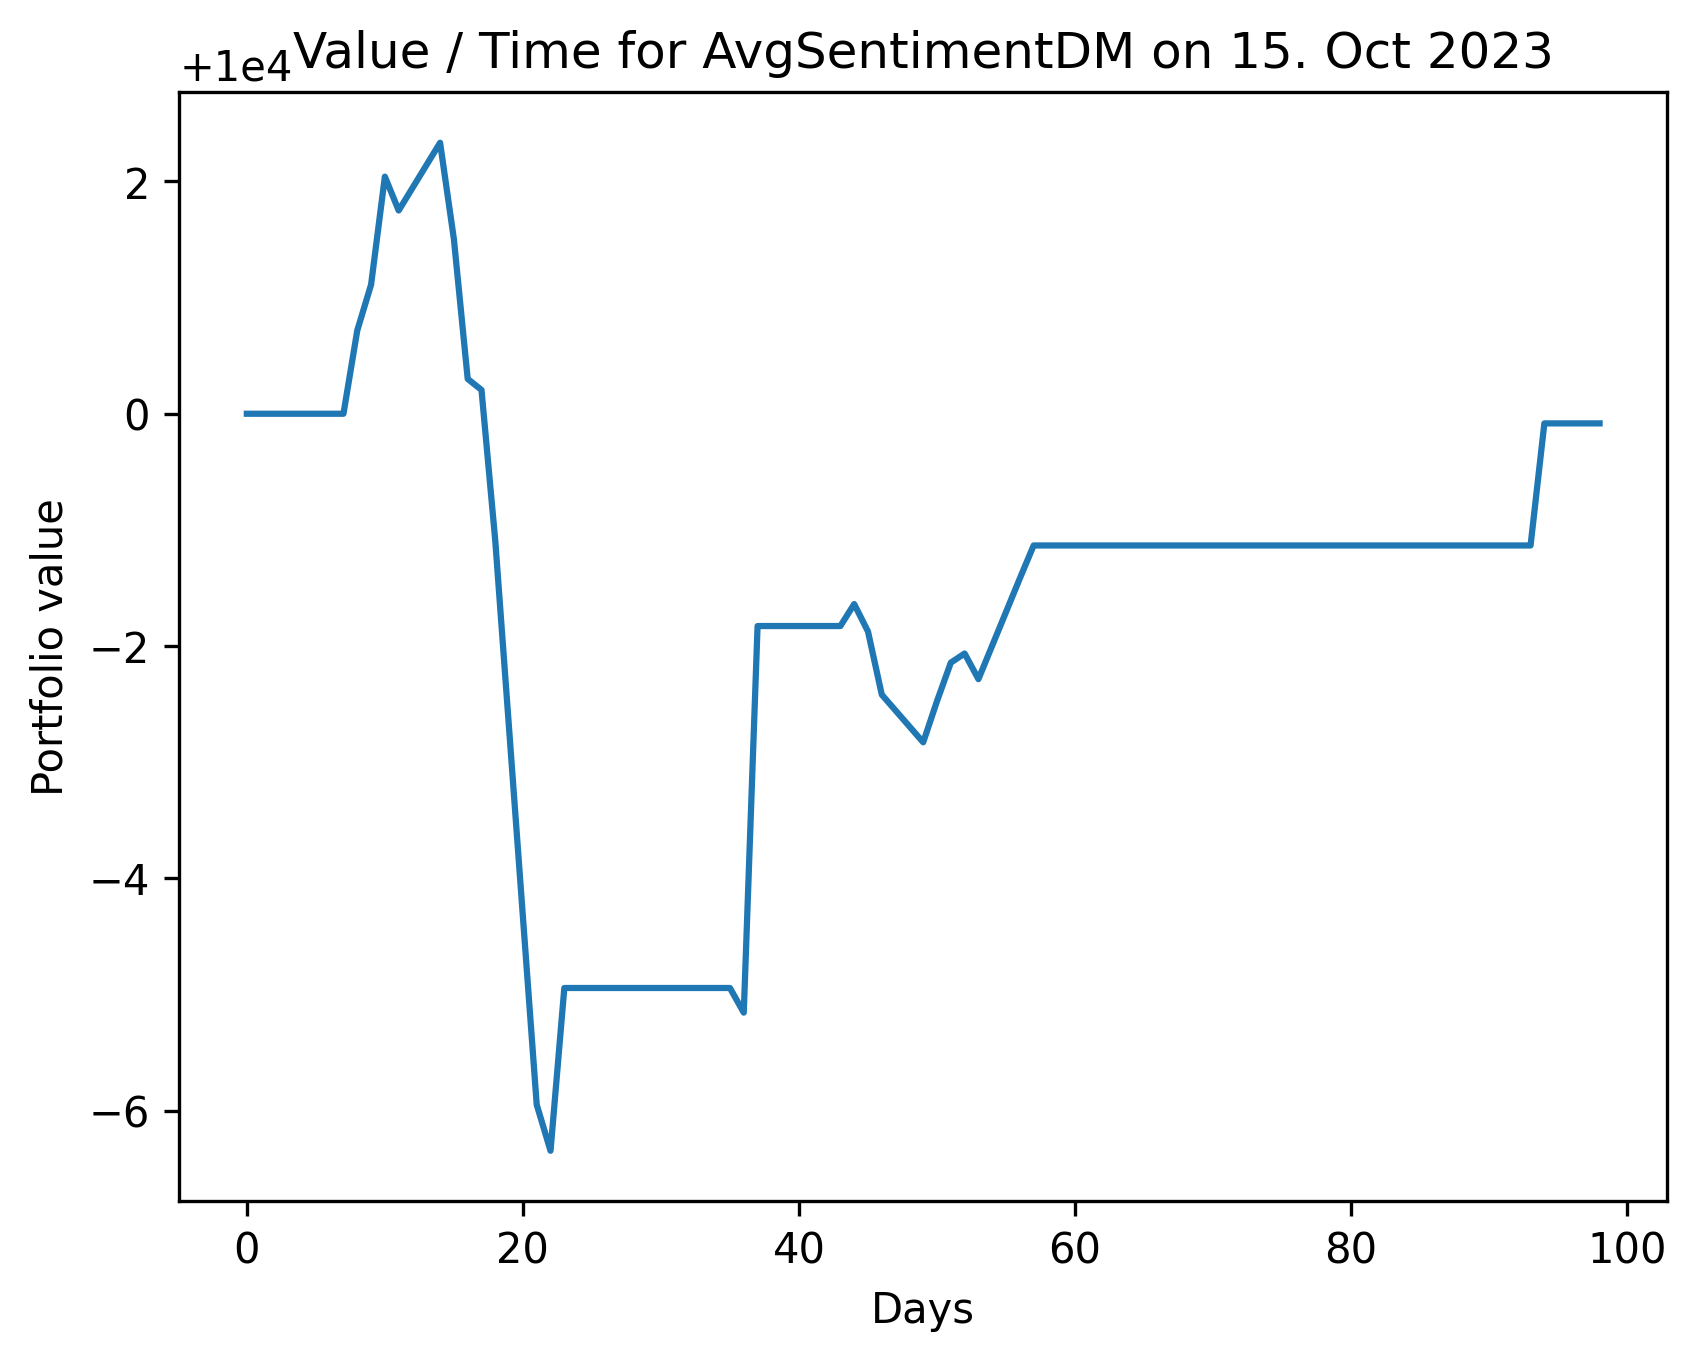 Value / Time for AvgSentimentDM on 15. Oct 2023
+1e4
2
0
−2
−4
−6
Portfolio value
0 20 40 60 80 100
Days